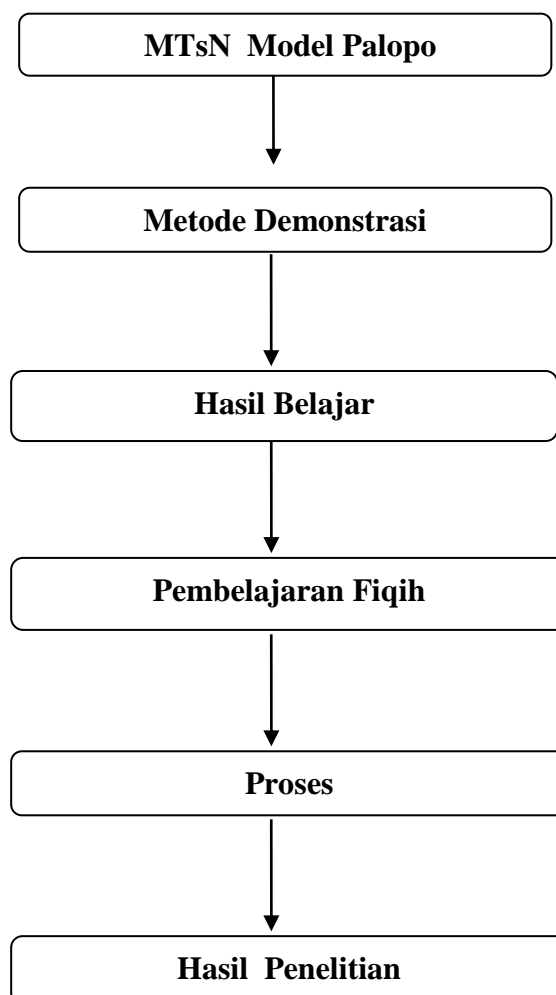 MTsN Model Palopo
Metode Demonstrasi
Hasil Belajar
Pembelajaran Fiqih
Proses
Hasil Penelitian